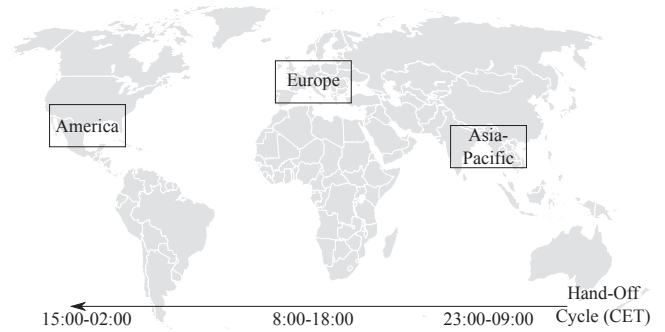 Europe
America
Asia-
Pacific
Hand-Off
Cycle (CET)
15:00-02:00
8:00-18:00
23:00-09:00